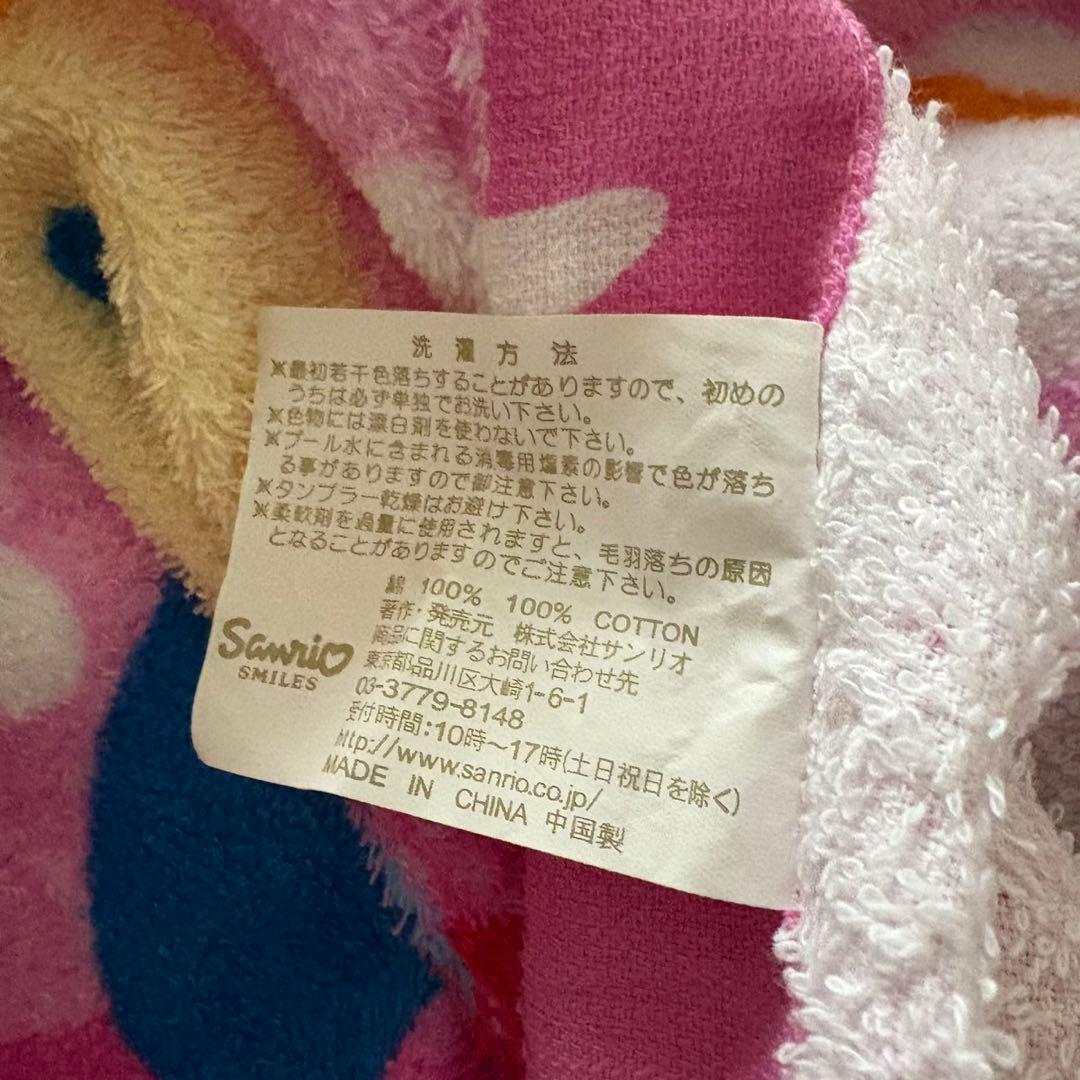 洗濯方法
※最初若干色落ちすることがありますので、初めの
うちは必ず単独でお洗い下さい。
※色物には漂白剤を使わないで下さい。
※プール水に含まれる消毒用塩素の影響で色が落ち
る事がありますので御注意下さい。
※タンブラー乾燥はお避け下さい。
※柔軟剤を過量に使用されますと、毛羽落ちの原因
となることがありますのでご注意下さい。
綿 100% 100% COTTON
著作・発売元 株式会社サンリオ
商品に関するお問い合わせ先
東京都品川区大崎1-6-1
03-3779-8148
受付時間:10時〜17時(土日祝日を除く)
http://www.sanrio.co.jp/
MADE IN CHINA 中国製
Sanrio
SMILES